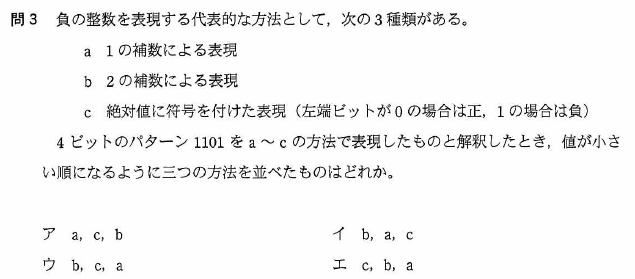 問3 負の整数を表現する代表的な方法として，次の3種類がある。
a 1の補数による表現
b 2の補数による表現
c 絶対値に符号を付けた表現（左端ビットが0の場合は正，1の場合は負）
4ビットのパターン1101をa～cの方法で表現したものと解釈したとき，値が小さ
い順になるように三つの方法を並べたものはどれか。
ア a，c，b イ b，a，c
ウ b，c，a エ c，b，a